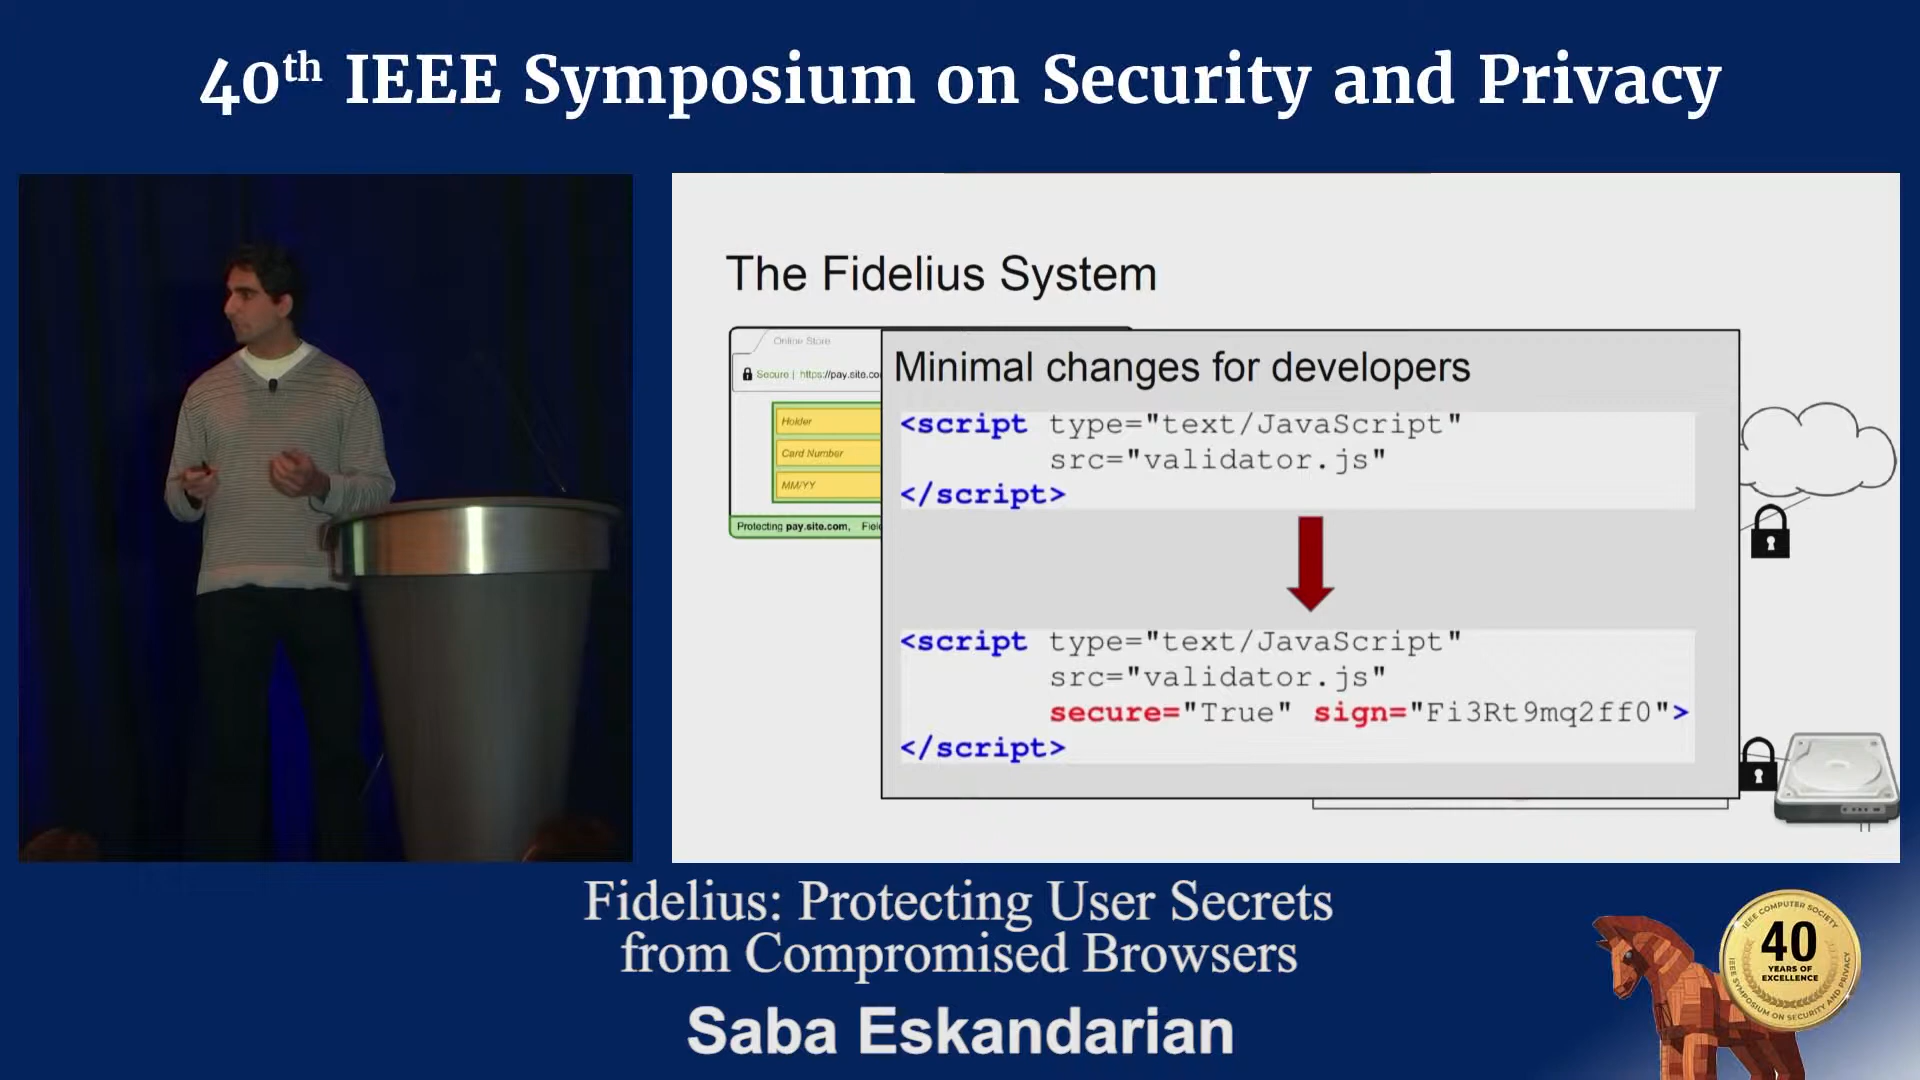 40th IEEE Symposium on Security and Privacy
The Fidelius System
Online Store
Secure | https://pay.site.co
Holder
Card Number
MM/YY
Protecting pay.site.com, Fiel
Minimal changes for developers
<script type="text/JavaScript"
src="validator.js"
</script>
<script type="text/JavaScript"
src="validator.js"
secure="True" sign="Fi3Rt9mq2ff0">
</script>
Fidelius: Protecting User Secrets
from Compromised Browsers
Saba Eskandarian
IEEE COMPUTER SOCIETY
40
YEARS OF
EXCELLENCE
IEEE SYMPOSIUM ON SECURITY AND PRIVACY